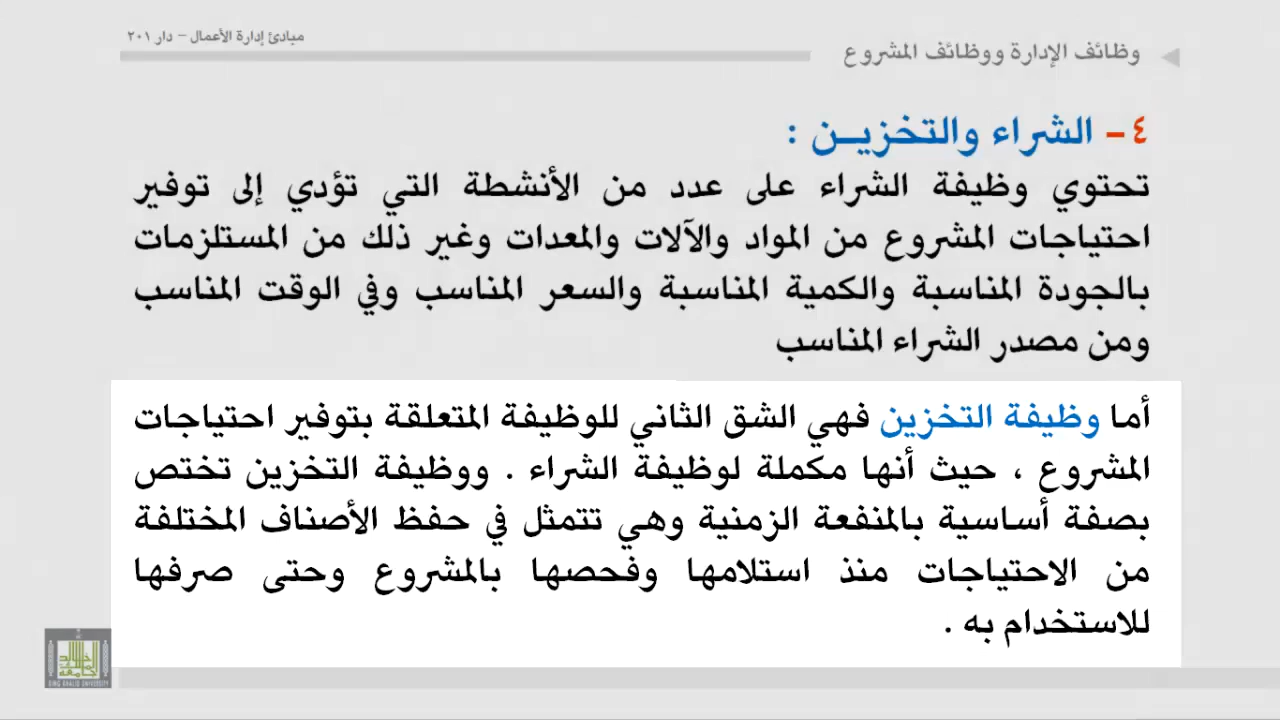 مبادئ إدارة الأعمال – دار ٢٠١
وظائف الإدارة ووظائف المشروع
٤- الشراء والتخزيــن :
تحتوي وظيفة الشراء على عدد من الأنشطة التي تؤدي إلى توفير
احتياجات المشروع من المواد والآلات والمعدات وغير ذلك من المستلزمات
بالجودة المناسبة والكمية المناسبة والسعر المناسب وفي الوقت المناسب
ومن مصدر الشراء المناسب
أما وظيفة التخزين فهي الشق الثاني للوظيفة المتعلقة بتوفير احتياجات
المشروع ، حيث أنها مكملة لوظيفة الشراء . ووظيفة التخزين تختص
بصفة أساسية بالمنفعة الزمنية وهي تتمثل في حفظ الأصناف المختلفة
من الاحتياجات منذ استلامها وفحصها بالمشروع وحتى صرفها
للاستخدام به .
KING KHALID UNIVERSITY